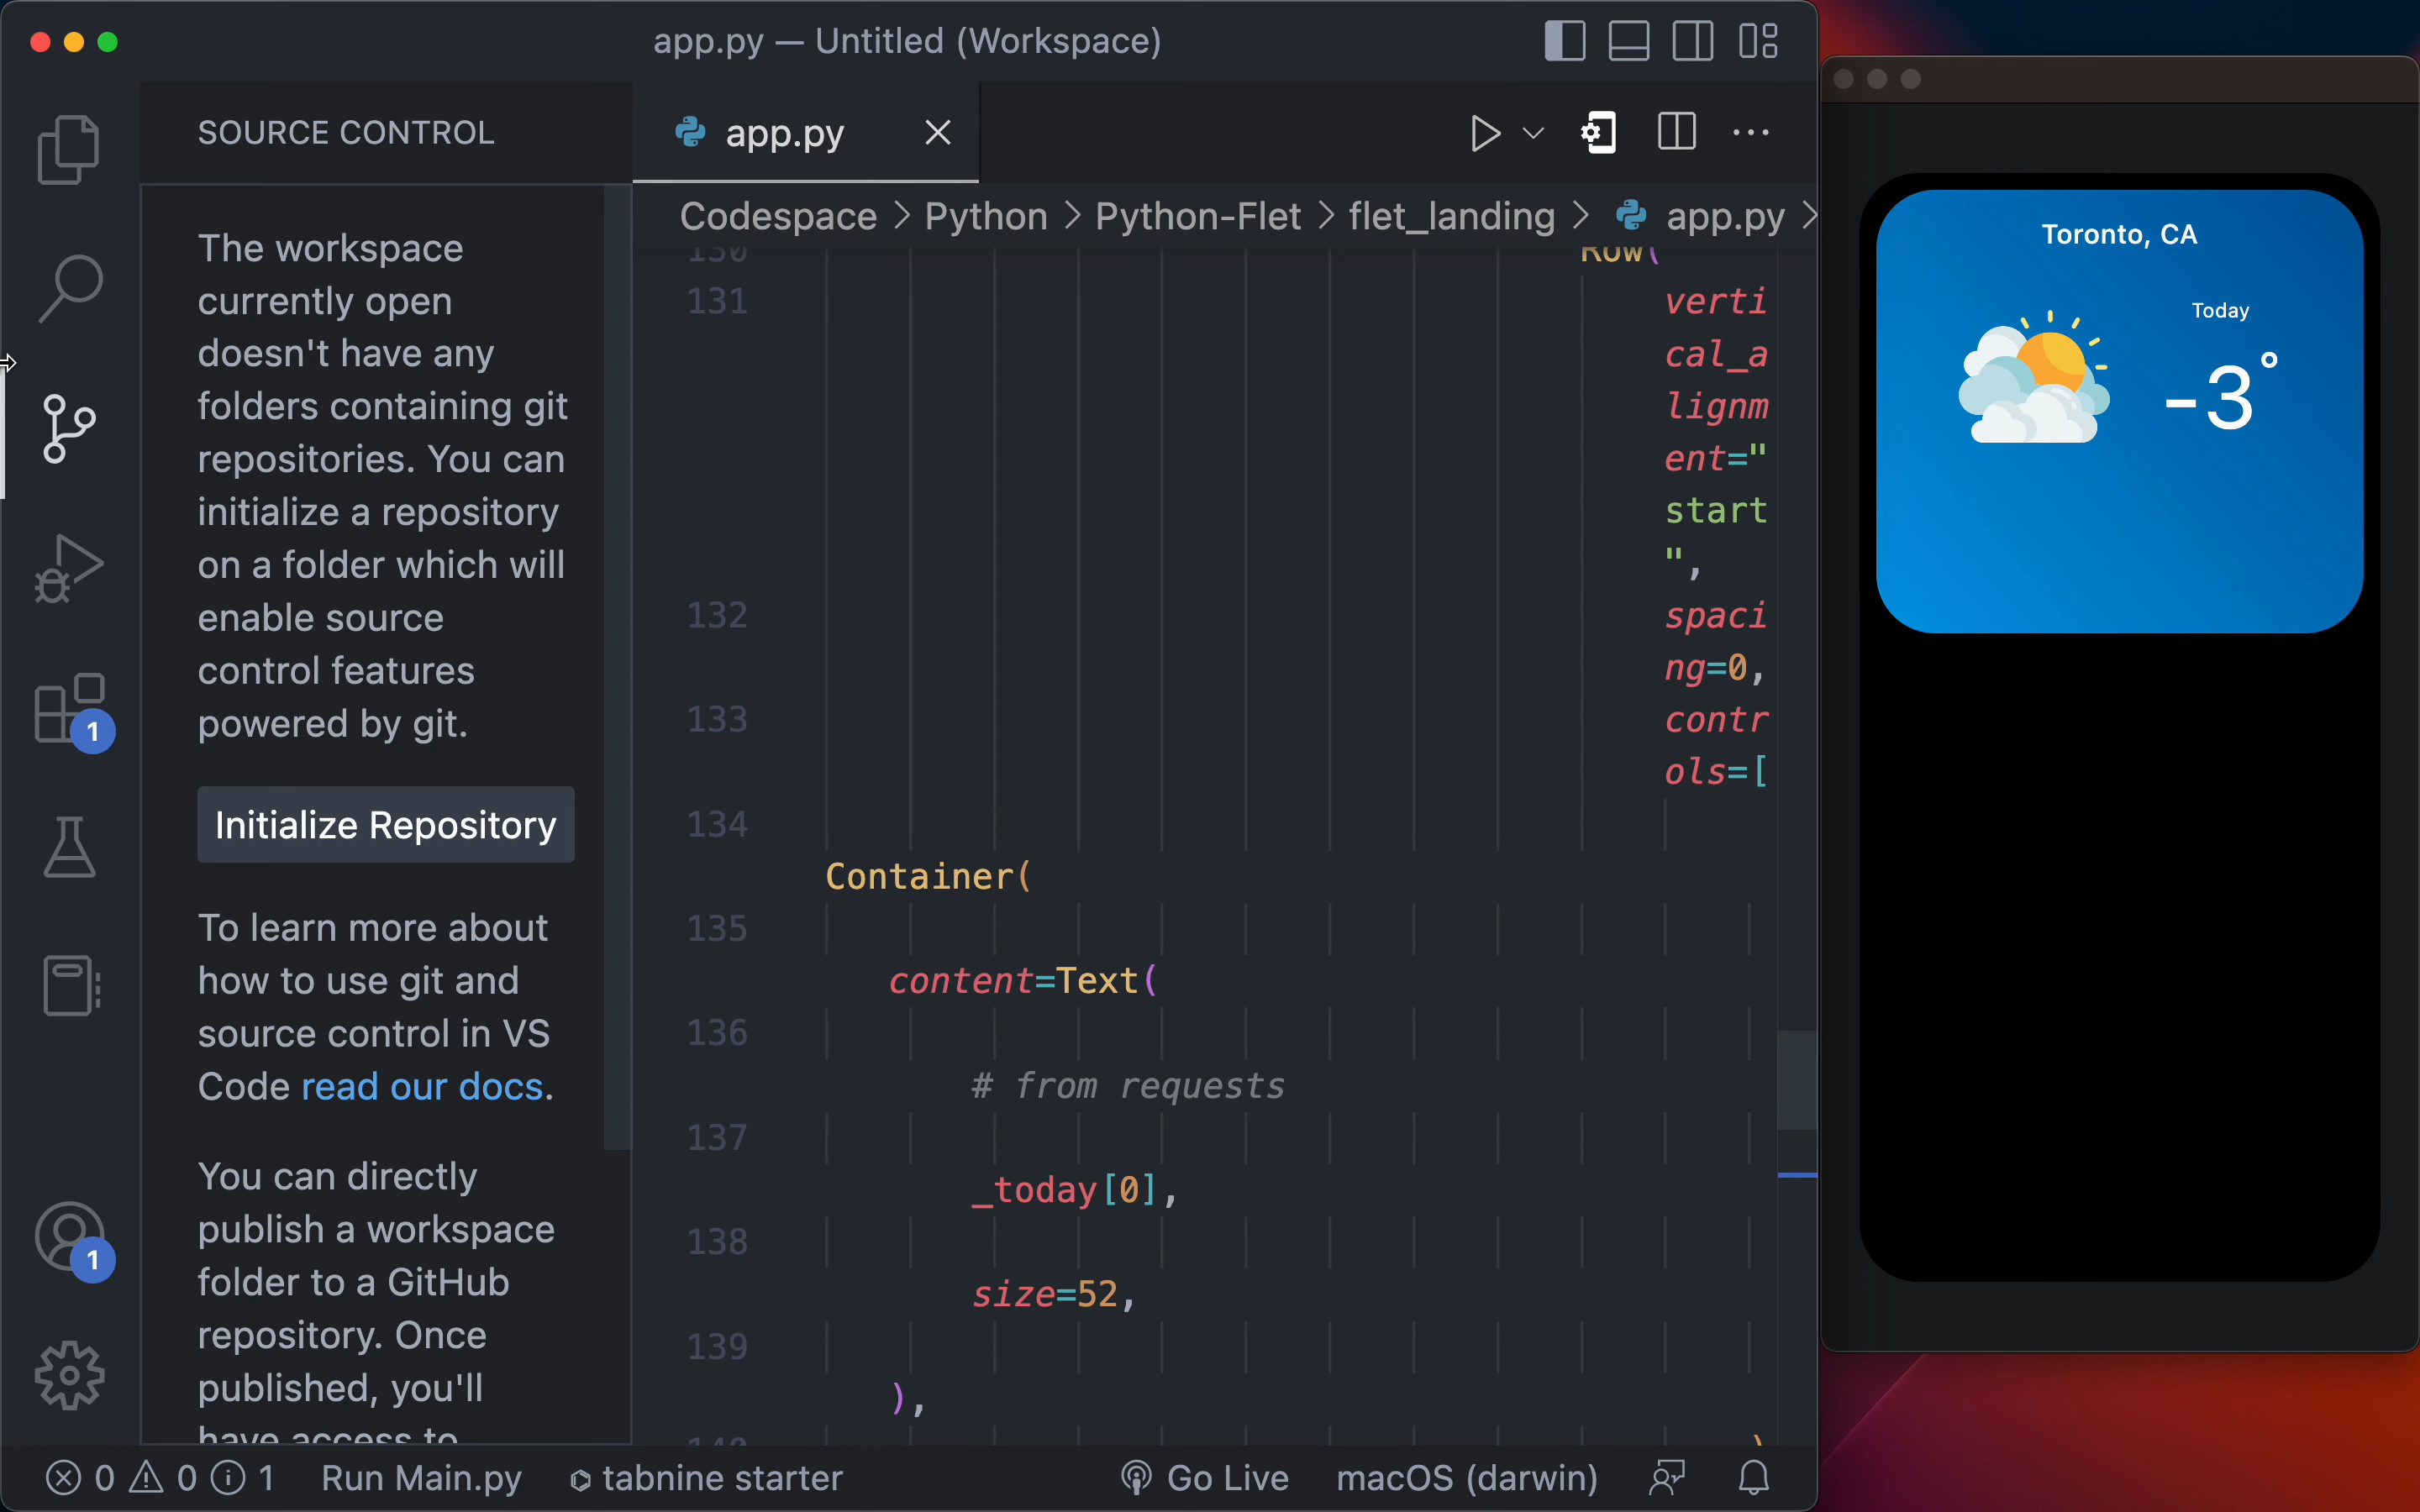 app.py — Untitled (Workspace)
SOURCE CONTROL
The workspace
currently open
doesn't have any
folders containing git
repositories. You can
initialize a repository
on a folder which will
enable source
control features
powered by git.
Initialize Repository
To learn more about
how to use git and
source control in VS
Code read our docs.
You can directly
publish a workspace
folder to a GitHub
repository. Once
published, you'll
have access to
1
1
app.py
Codespace > Python > Python-Flet > flet_landing > app.py >
130 Row(
131 verti
cal_a
lignm
ent="
start
",
132 spaci
ng=0,
133 contr
ols=[
134
Container(
135
content=Text(
136
# from requests
137
_today[0],
138
size=52,
139
),
140 )
0 0 1 Run Main.py tabnine starter Go Live macOS (darwin)
Toronto, CA
Today
-3°